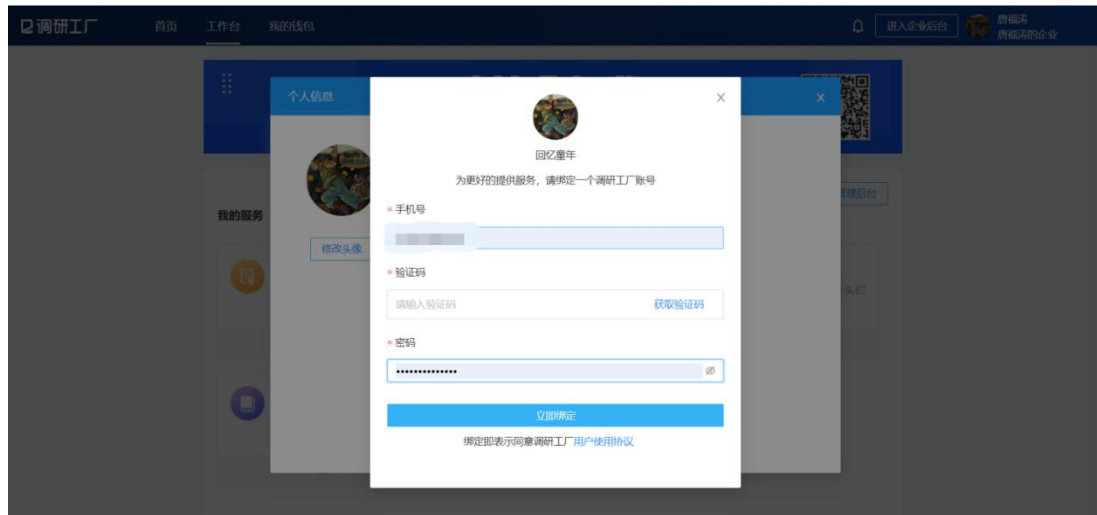 调研工厂
首页
工作台
我的钱包
进入企业后台
唐福涛
唐福涛的企业
个人信息
回忆童年
为更好的提供服务，请绑定一个调研工厂账号
我的服务
修改头像
* 手机号
* 验证码
请输入验证码
获取验证码
* 密码
立即绑定
绑定即表示同意调研工厂用户使用协议